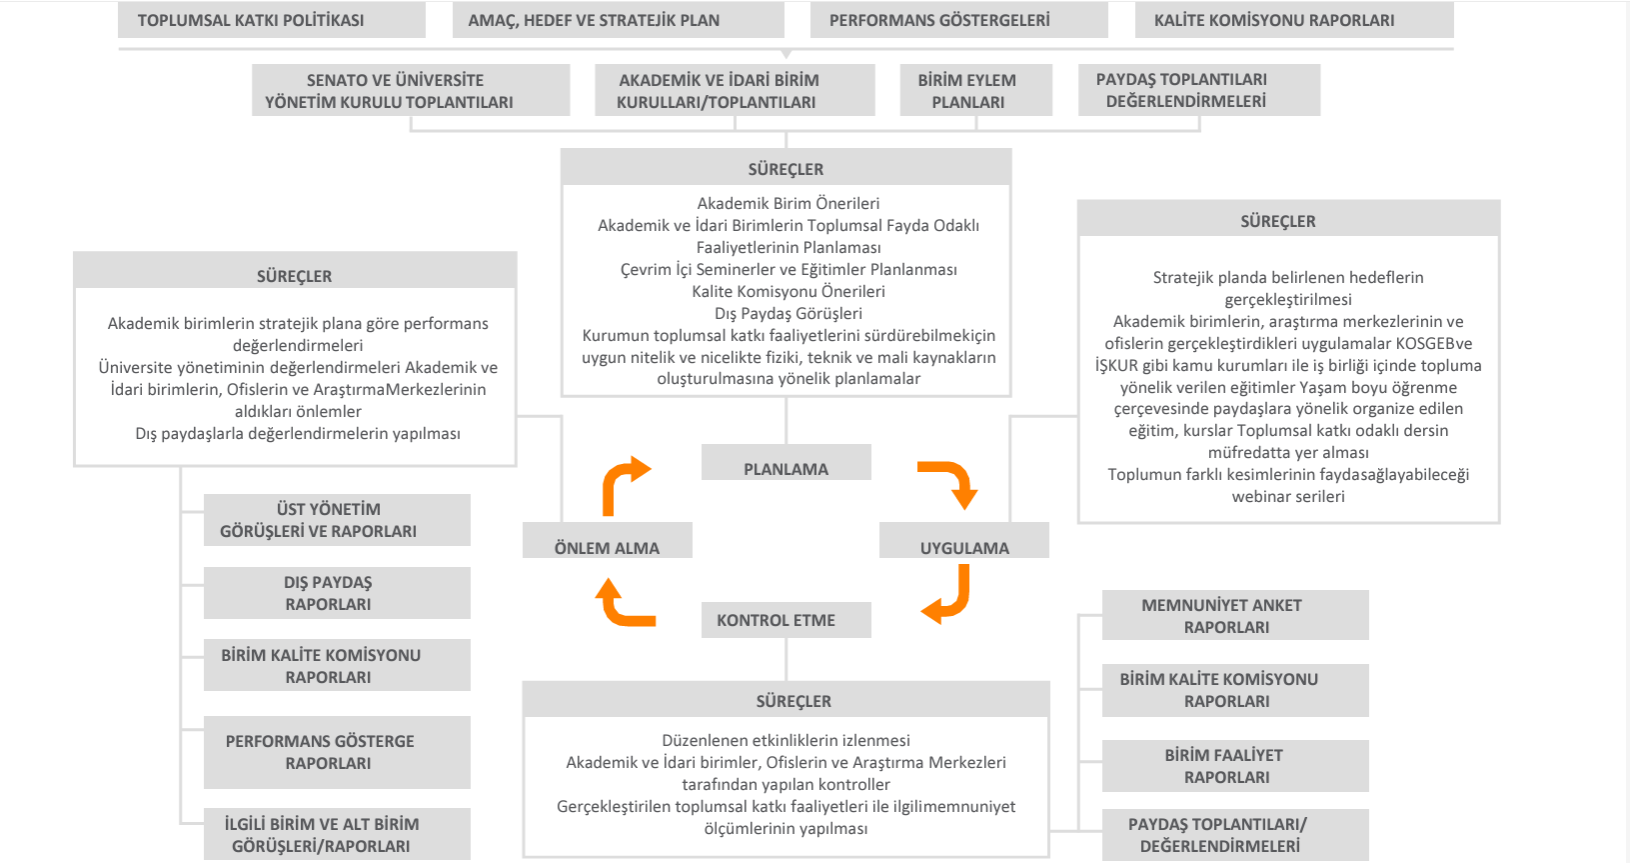 TOPLUMSAL KATKI POLİTİKASI
AMAÇ, HEDEF VE STRATEJİK PLAN
PERFORMANS GÖSTERGELERİ
KALİTE KOMİSYONU RAPORLARI
SENATO VE ÜNİVERSİTE
YÖNETİM KURULU TOPLANTILARI
AKADEMİK VE İDARİ BİRİM
KURULLARI/TOPLANTILARI
BİRİM EYLEM
PLANLARI
PAYDAŞ TOPLANTILARI
DEĞERLENDİRMELERİ
SÜREÇLER
Akademik Birim Önerileri
Akademik ve İdari Birimlerin Toplumsal Fayda Odaklı
Faaliyetlerinin Planlaması
Çevrim İçi Seminerler ve Eğitimler Planlanması
Kalite Komisyonu Önerileri
Dış Paydaş Görüşleri
Kurumun toplumsal katkı faaliyetlerini sürdürebilmekiçin
uygun nitelik ve nicelikte fiziki, teknik ve mali kaynakların
oluşturulmasına yönelik planlamalar
SÜREÇLER
Stratejik planda belirlenen hedeflerin
gerçekleştirilmesi
Akademik birimlerin, araştırma merkezlerinin ve
ofislerin gerçekleştirdikleri uygulamalar KOSGEBve
İŞKUR gibi kamu kurumları ile iş birliği içinde topluma
yönelik verilen eğitimler Yaşam boyu öğrenme
çerçevesinde paydaşlara yönelik organize edilen
eğitim, kurslar Toplumsal katkı odaklı dersin
müfredatta yer alması
Toplumun farklı kesimlerinin faydasağlayabileceği
webinar serileri
SÜREÇLER
Akademik birimlerin stratejik plana göre performans
değerlendirmeleri
Üniversite yönetiminin değerlendirmeleri Akademik ve
İdari birimlerin, Ofislerin ve AraştırmaMerkezlerinin
aldıkları önlemler
Dış paydaşlarla değerlendirmelerin yapılması
PLANLAMA
ÖNLEM ALMA
UYGULAMA
KONTROL ETME
ÜST YÖNETİM
GÖRÜŞLERİ VE RAPORLARI
DIŞ PAYDAŞ
RAPORLARI
BİRİM KALİTE KOMİSYONU
RAPORLARI
PERFORMANS GÖSTERGE
RAPORLARI
İLGİLİ BİRİM VE ALT BİRİM
GÖRÜŞLERİ/RAPORLARI
SÜREÇLER
Düzenlenen etkinliklerin izlenmesi
Akademik ve İdari birimler, Ofislerin ve Araştırma Merkezleri
tarafından yapılan kontroller
Gerçekleştirilen toplumsal katkı faaliyetleri ile ilgilimemnuniyet
ölçümlerinin yapılması
MEMNUNİYET ANKET
RAPORLARI
BİRİM KALİTE KOMİSYONU
RAPORLARI
BİRİM FAALİYET
RAPORLARI
PAYDAŞ TOPLANTILARI/
DEĞERLENDİRMELERİ